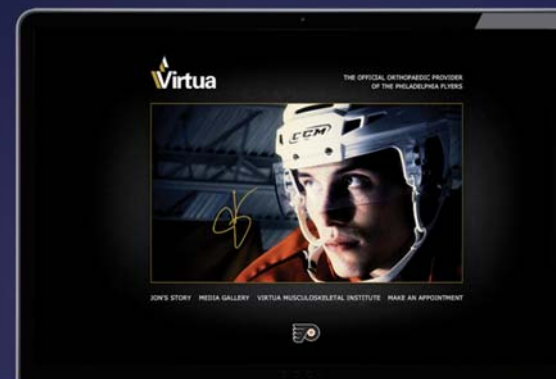 Virtua
THE OFFICIAL ORTHOPAEDIC PROVIDER
OF THE PHILADELPHIA FLYERS
CCM
JON'S STORY MEDIA GALLERY VIRTUA MUSCULOSKELETAL INSTITUTE MAKE AN APPOINTMENT